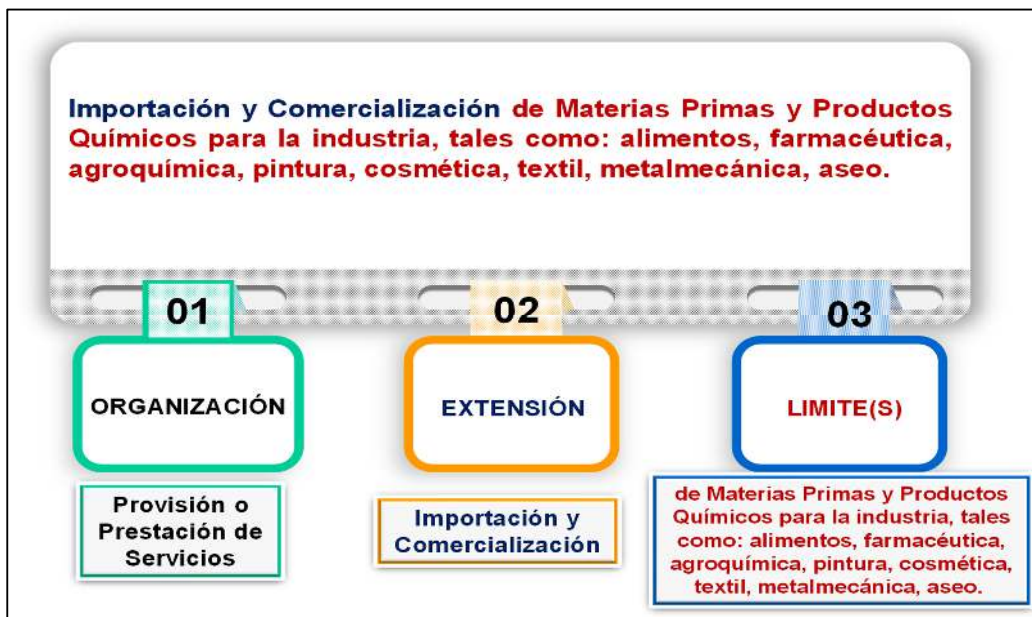 Importación y Comercialización de Materias Primas y Productos
Químicos para la industria, tales como: alimentos, farmacéutica,
agroquímica, pintura, cosmética, textil, metalmecánica, aseo.
01
02
03
ORGANIZACIÓN
EXTENSIÓN
LIMITE(S)
Provisión o
Prestación de
Servicios
Importación y
Comercialización
de Materias Primas y Productos
Químicos para la industria, tales
como: alimentos, farmacéutica,
agroquímica, pintura, cosmética,
textil, metalmecánica, aseo.